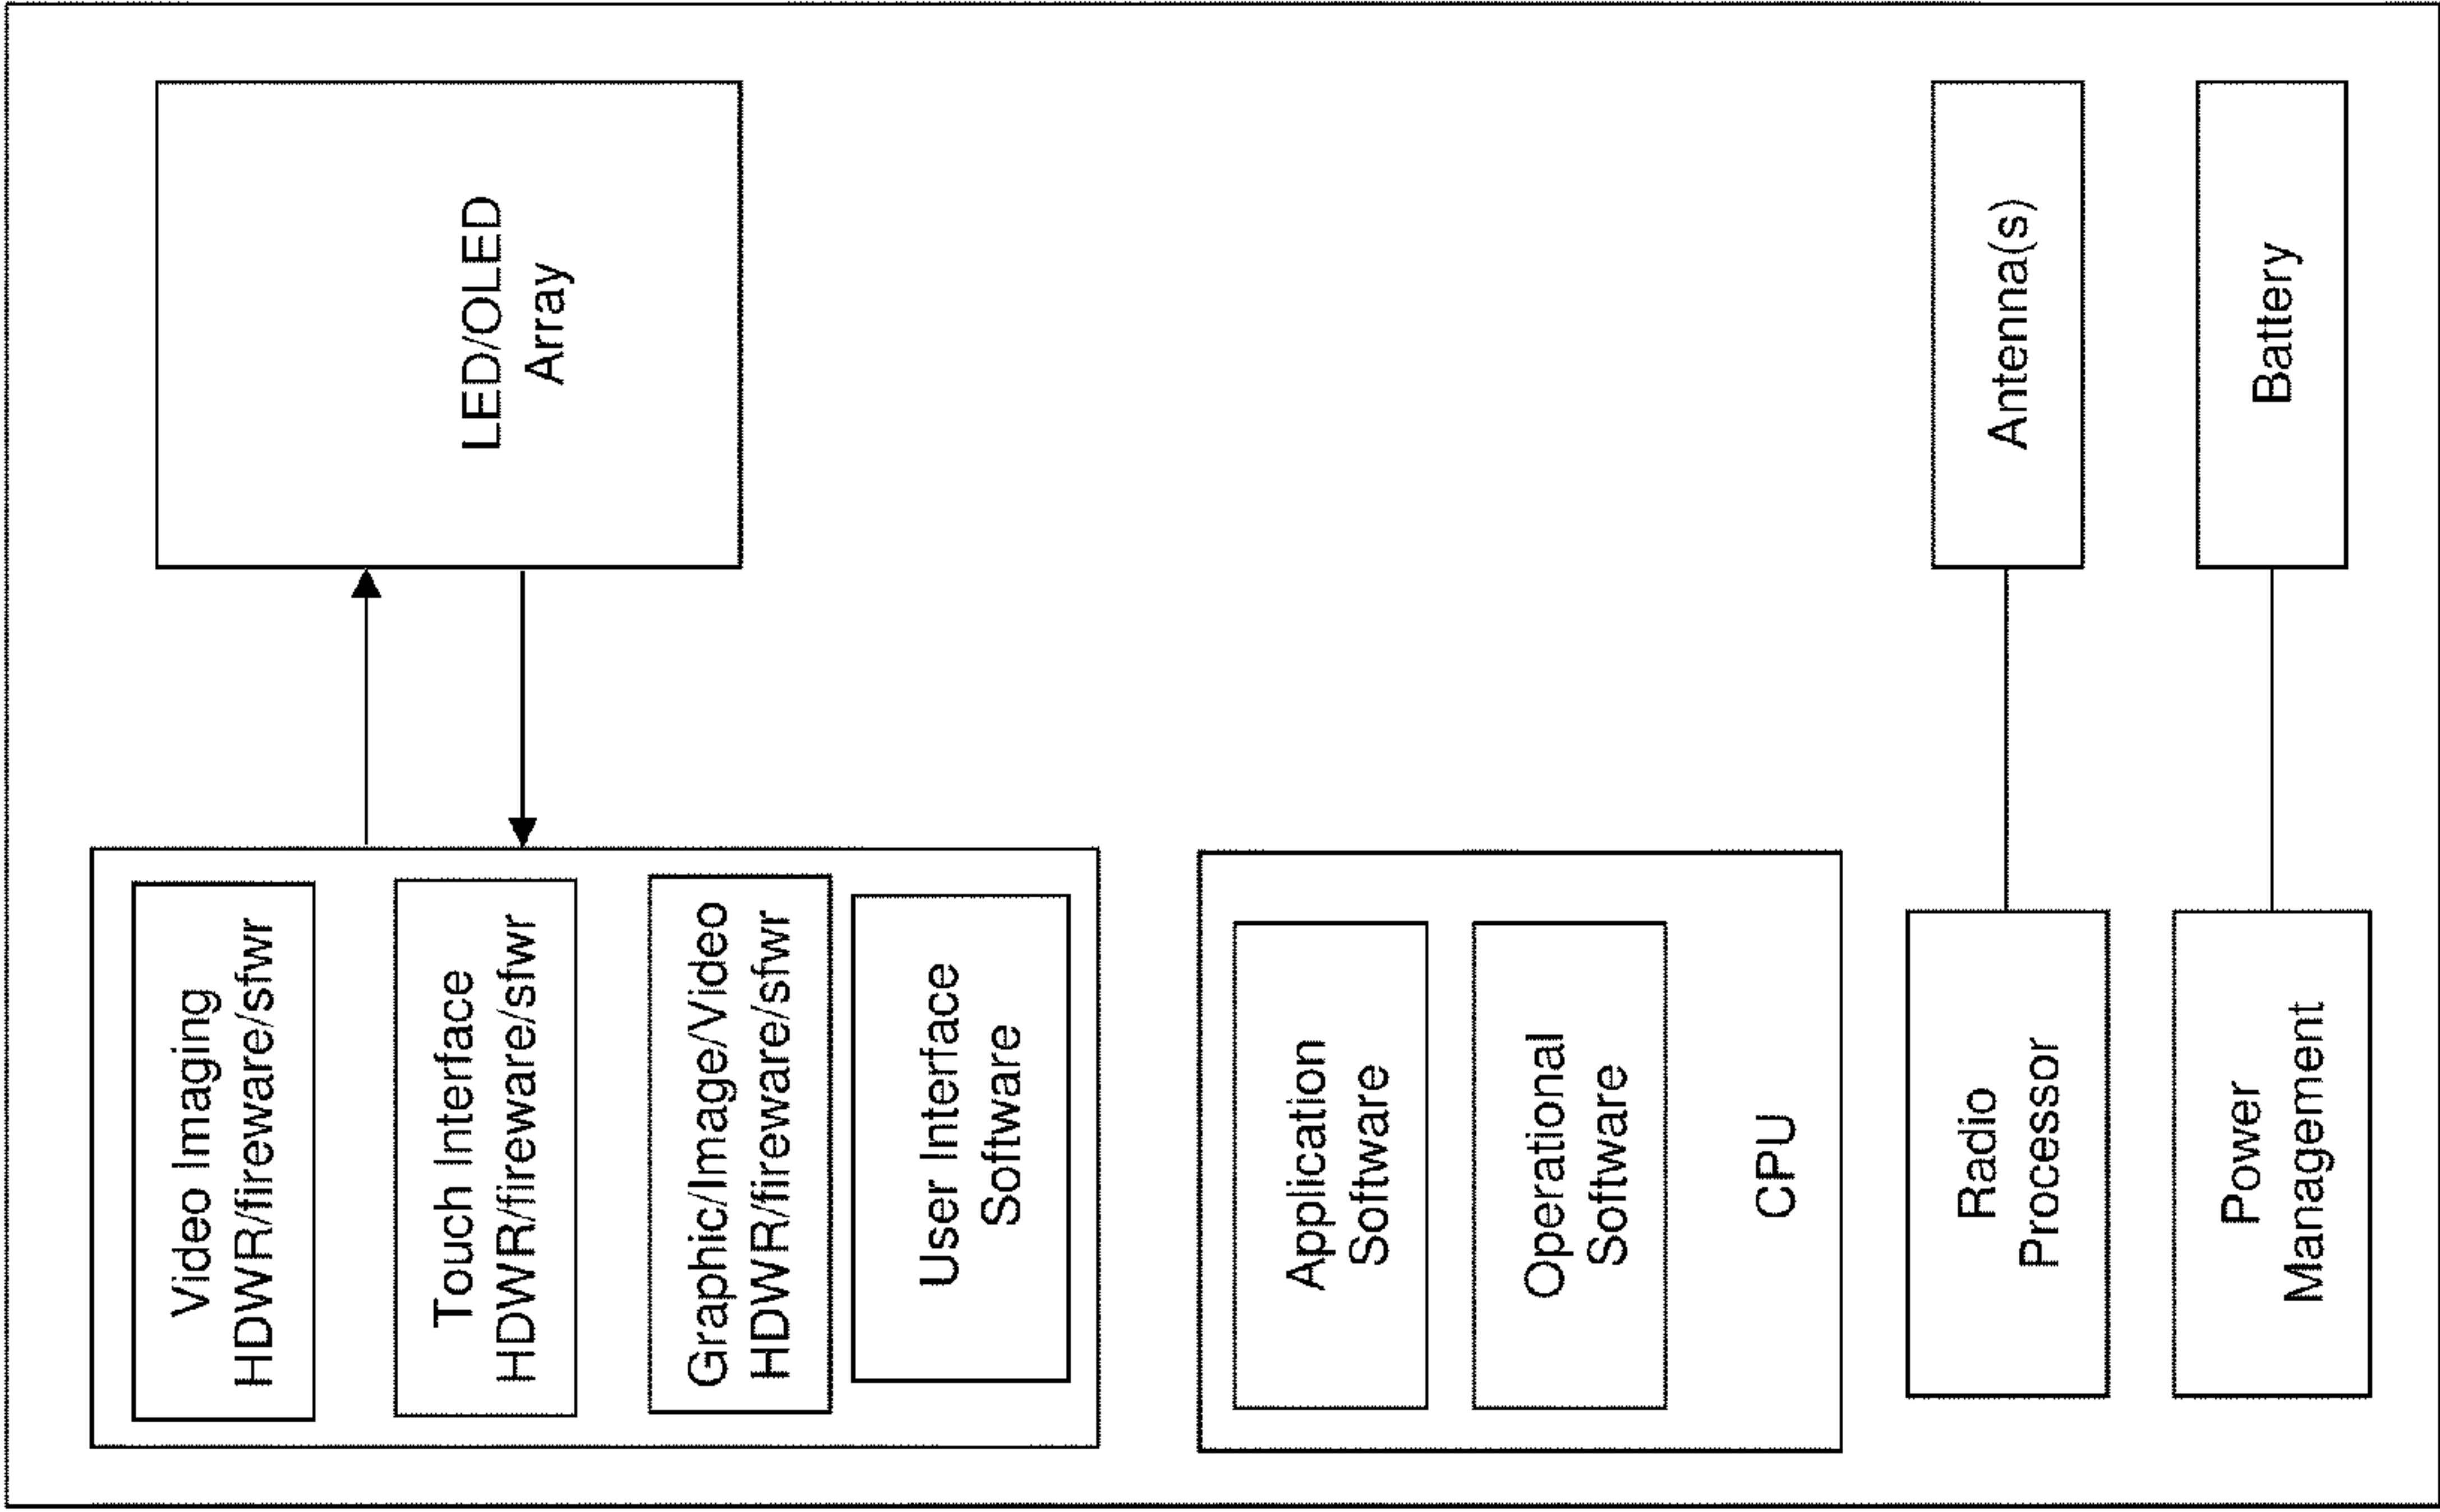 Video Imaging
HDWR/fireware/sfwr
Touch Interface
HDWR/fireware/sfwr
Graphic/Image/Video
HDWR/fireware/sfwr
User Interface
Software
LED/OLED
Array
Application
Software
Operational
Software
CPU
Radio
Processor
Antenna(s)
Power
Management
Battery